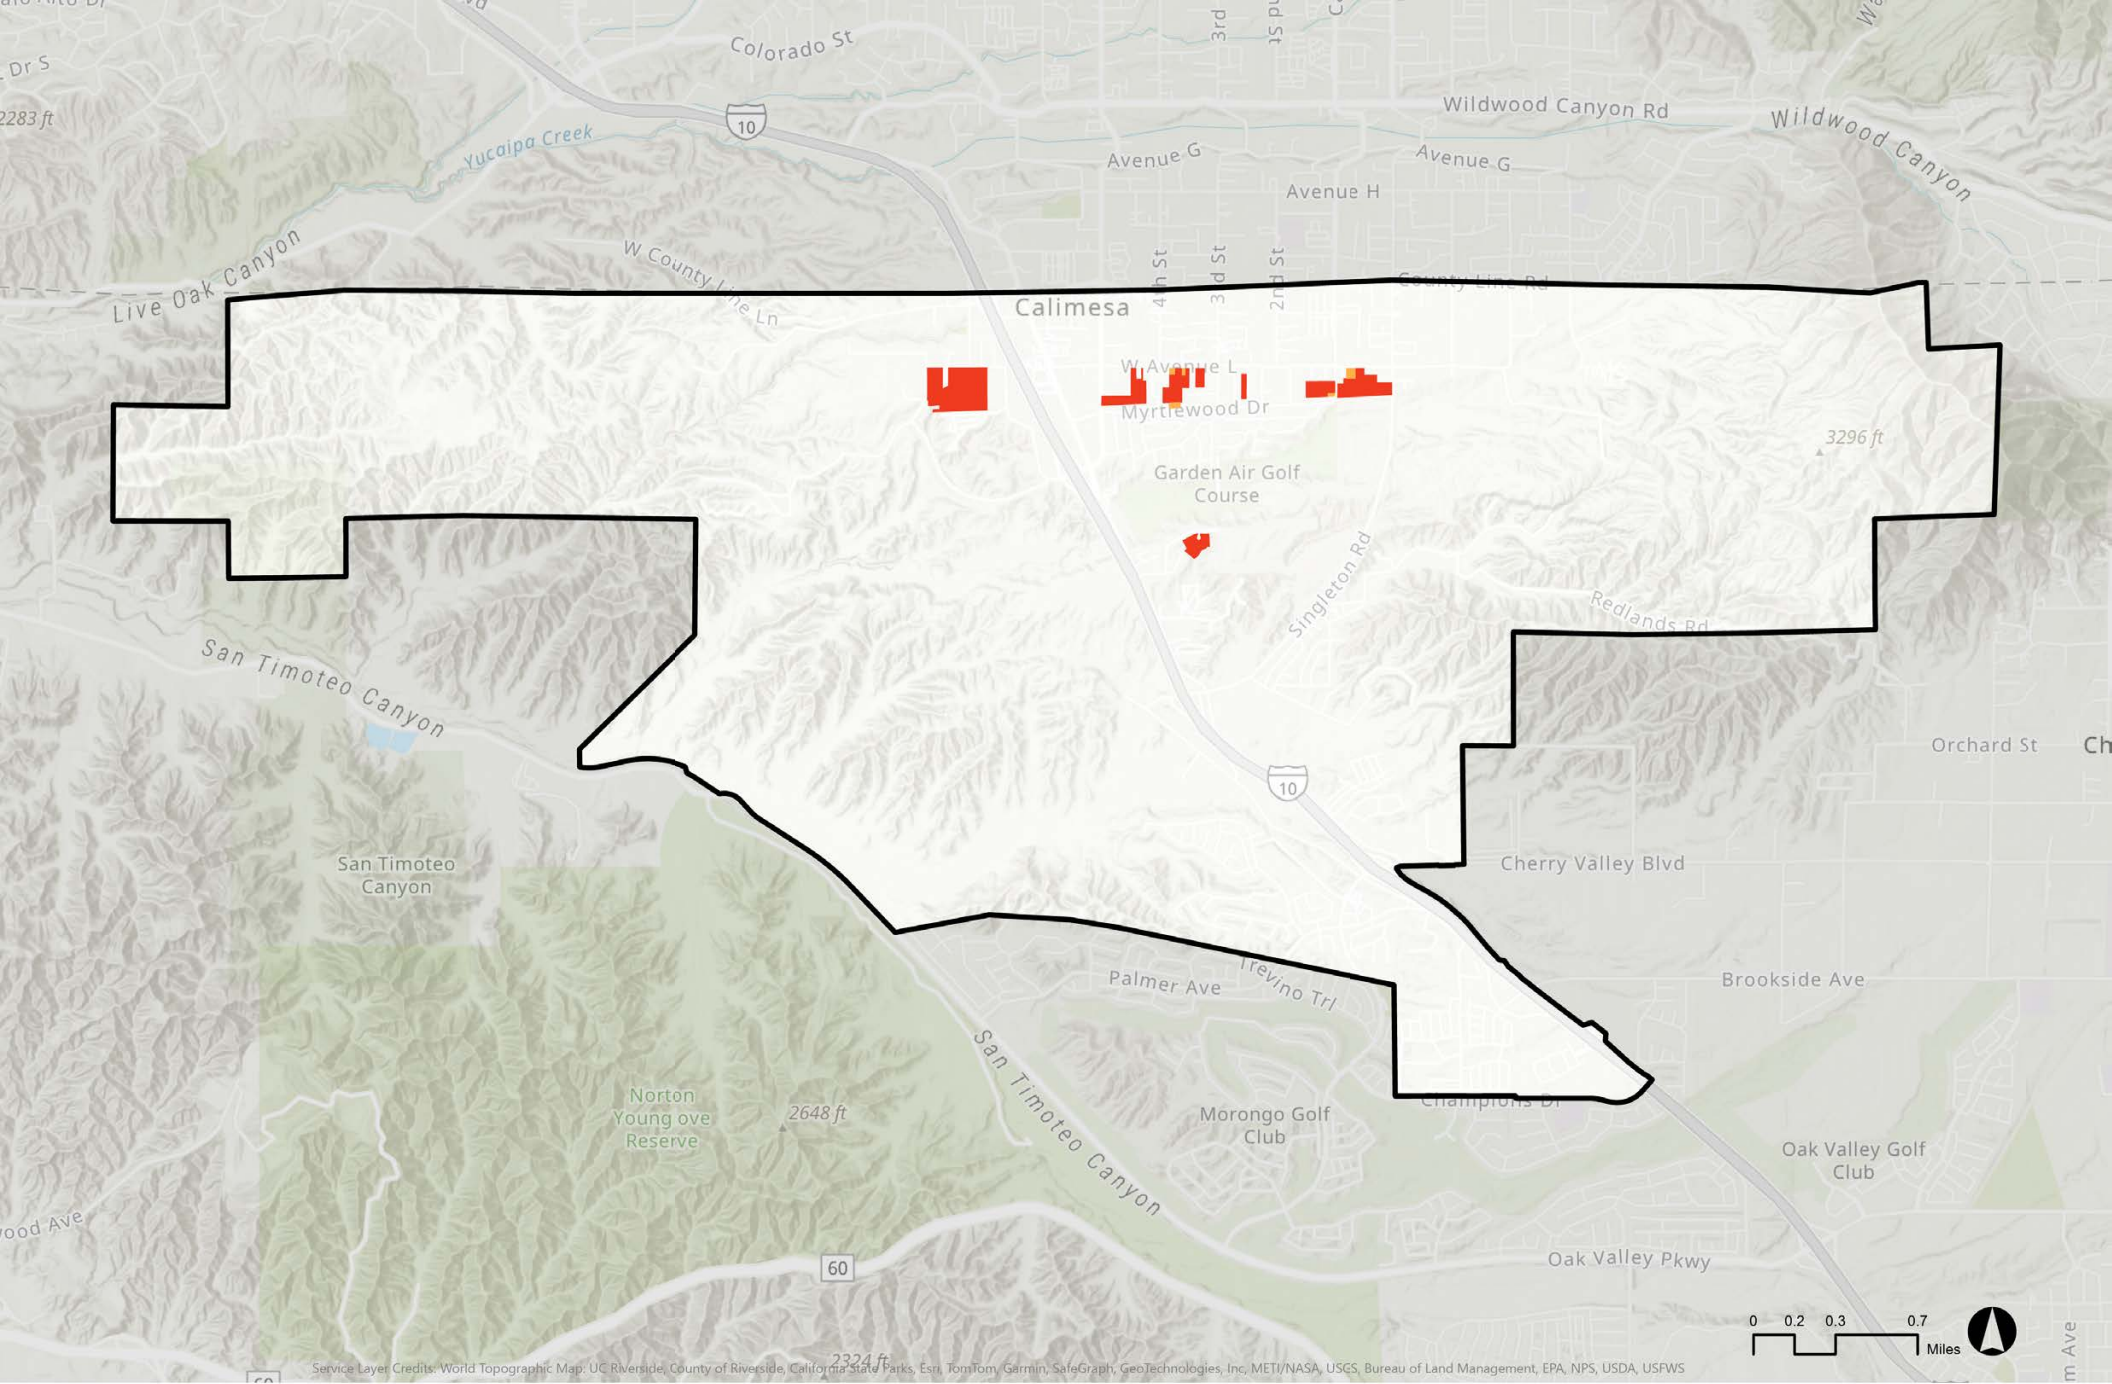 Dr S
Colorado St
3rd
2283 ft
10
Wildwood Canyon Rd
Wildwood Canyon
Yucaipa Creek
Avenue G
Avenue G
Avenue H
Live Oak Canyon
W County Line Ln
4th St
3rd St
2nd St
County Line Rd
Calimesa
W Avenue L
Myrtlewood Dr
3296 ft
Garden Air Golf
Course
Singleton Rd
Redlands Rd
San Timoteo Canyon
Orchard St
Ch
10
San Timoteo
Canyon
Cherry Valley Blvd
Palmer Ave
Trevino Trl
Brookside Ave
San Timoteo Canyon
Norton
Young ove
Reserve
2648 ft
Morongo Golf
Club
Champions Dr
Oak Valley Golf
Club
wood Ave
60
Oak Valley Pkwy
0 0.2 0.3 0.7
Miles
2324 ft
Service Layer Credits: World Topographic Map: UC Riverside, County of Riverside, California State Parks, Esri, TomTom, Garmin, SafeGraph, GeoTechnologies, Inc, METI/NASA, USGS, Bureau of Land Management, EPA, NPS, USDA, USFWS
m Ave